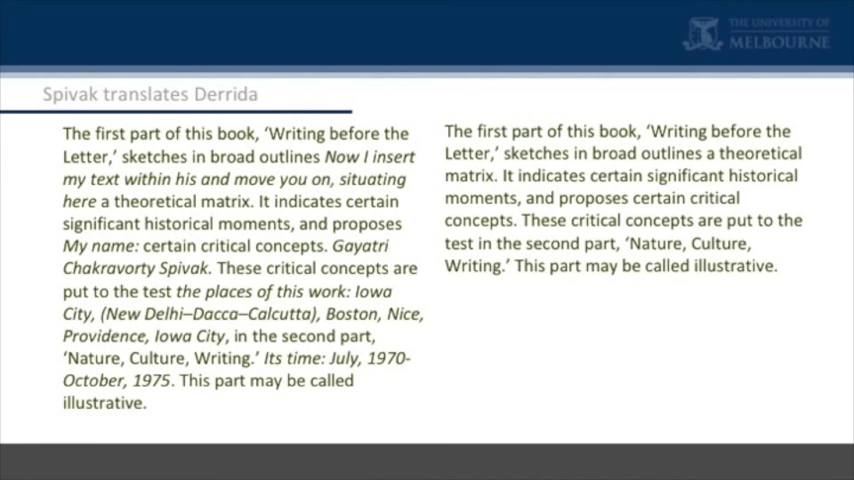 THE UNIVERSITY OF
MELBOURNE
Spivak translates Derrida
The first part of this book, ‘Writing before the
Letter,’ sketches in broad outlines Now I insert
my text within his and move you on, situating
here a theoretical matrix. It indicates certain
significant historical moments, and proposes
My name: certain critical concepts. Gayatri
Chakravorty Spivak. These critical concepts are
put to the test the places of this work: Iowa
City, (New Delhi–Dacca–Calcutta), Boston, Nice,
Providence, Iowa City, in the second part,
‘Nature, Culture, Writing.’ Its time: July, 1970-
October, 1975. This part may be called
illustrative.
The first part of this book, ‘Writing before the
Letter,’ sketches in broad outlines a theoretical
matrix. It indicates certain significant historical
moments, and proposes certain critical
concepts. These critical concepts are put to the
test in the second part, ‘Nature, Culture,
Writing.’ This part may be called illustrative.